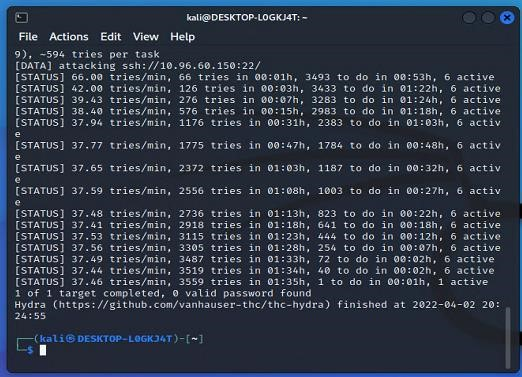 kali@DESKTOP-L0GKJ4T: ~
File Actions Edit View Help
9), ~594 tries per task
[DATA] attacking ssh://10.96.60.150:22/
[STATUS] 66.00 tries/min, 66 tries in 00:01h, 3493 to do in 00:53h, 6 active
[STATUS] 42.00 tries/min, 126 tries in 00:03h, 3433 to do in 01:22h, 6 active
[STATUS] 39.43 tries/min, 276 tries in 00:07h, 3283 to do in 01:24h, 6 active
[STATUS] 38.40 tries/min, 576 tries in 00:15h, 2983 to do in 01:18h, 6 active
[STATUS] 37.94 tries/min, 1176 tries in 00:31h, 2383 to do in 01:03h, 6 activ
e
[STATUS] 37.77 tries/min, 1775 tries in 00:47h, 1784 to do in 00:48h, 6 activ
e
[STATUS] 37.65 tries/min, 2372 tries in 01:03h, 1187 to do in 00:32h, 6 activ
e
[STATUS] 37.59 tries/min, 2556 tries in 01:08h, 1003 to do in 00:27h, 6 activ
e
[STATUS] 37.48 tries/min, 2736 tries in 01:13h, 823 to do in 00:22h, 6 active
[STATUS] 37.41 tries/min, 2918 tries in 01:18h, 641 to do in 00:18h, 6 active
[STATUS] 37.53 tries/min, 3115 tries in 01:23h, 444 to do in 00:12h, 6 active
[STATUS] 37.56 tries/min, 3305 tries in 01:28h, 254 to do in 00:07h, 6 active
[STATUS] 37.49 tries/min, 3487 tries in 01:33h, 72 to do in 00:02h, 6 active
[STATUS] 37.44 tries/min, 3519 tries in 01:34h, 40 to do in 00:02h, 6 active
[STATUS] 37.46 tries/min, 3559 tries in 01:35h, 1 to do in 00:01h, 1 active
1 of 1 target completed, 0 valid password found
Hydra (https://github.com/vanhauser-thc/thc-hydra) finished at 2022-04-02 20:
24:55
┌──(kali㉿DESKTOP-L0GKJ4T)-[~]
└─$